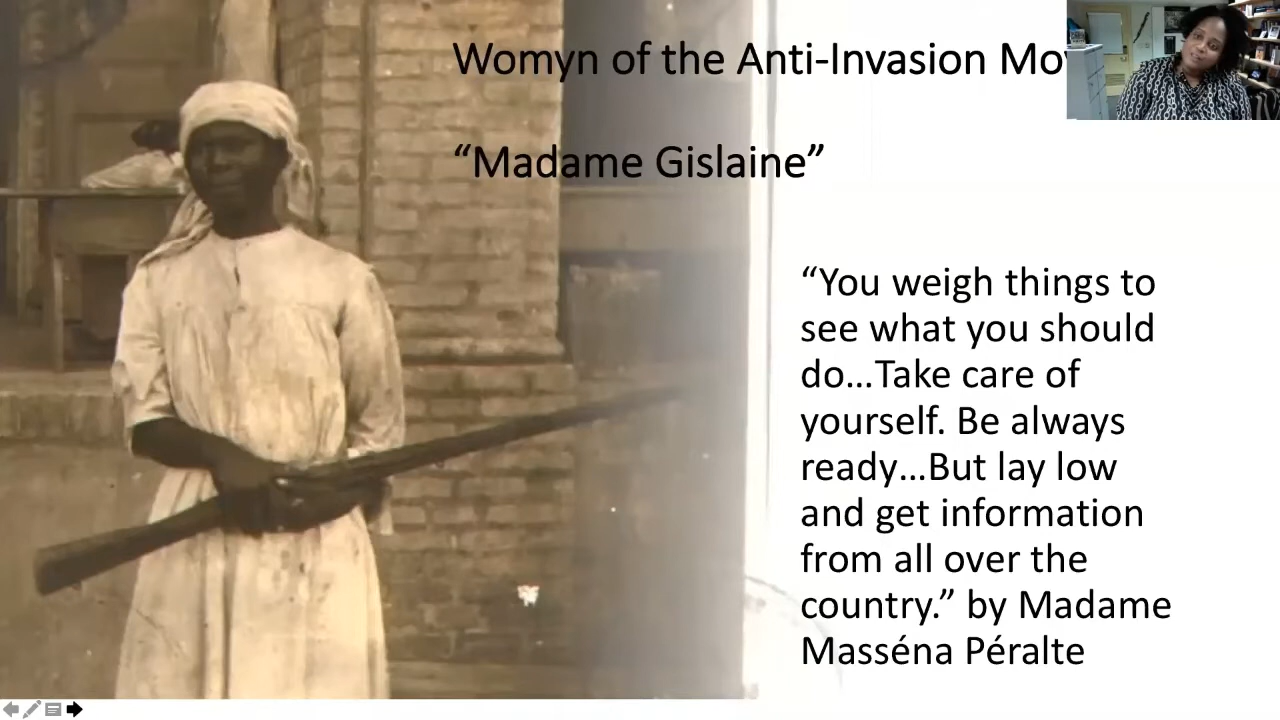 Womyn of the Anti-Invasion Mov
“Madame Gislaine”
“You weigh things to
see what you should
do...Take care of
yourself. Be always
ready...But lay low
and get information
from all over the
country.” by Madame
Masséna Péralte